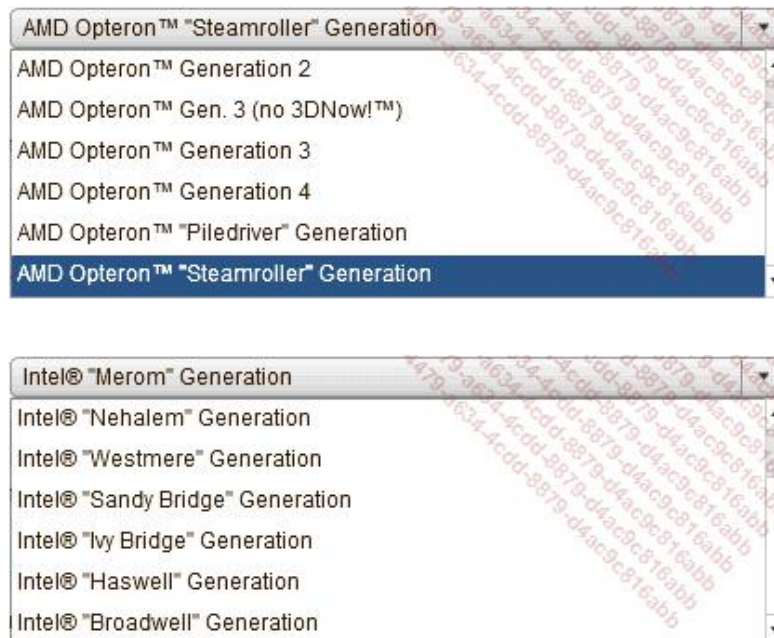 AMD Opteron™ "Steamroller" Generation
AMD Opteron™ Generation 2
AMD Opteron™ Gen. 3 (no 3DNow!™)
AMD Opteron™ Generation 3
AMD Opteron™ Generation 4
AMD Opteron™ "Piledriver" Generation
AMD Opteron™ "Steamroller" Generation
Intel® "Merom" Generation
Intel® "Nehalem" Generation
Intel® "Westmere" Generation
Intel® "Sandy Bridge" Generation
Intel® "Ivy Bridge" Generation
Intel® "Haswell" Generation
Intel® "Broadwell" Generation